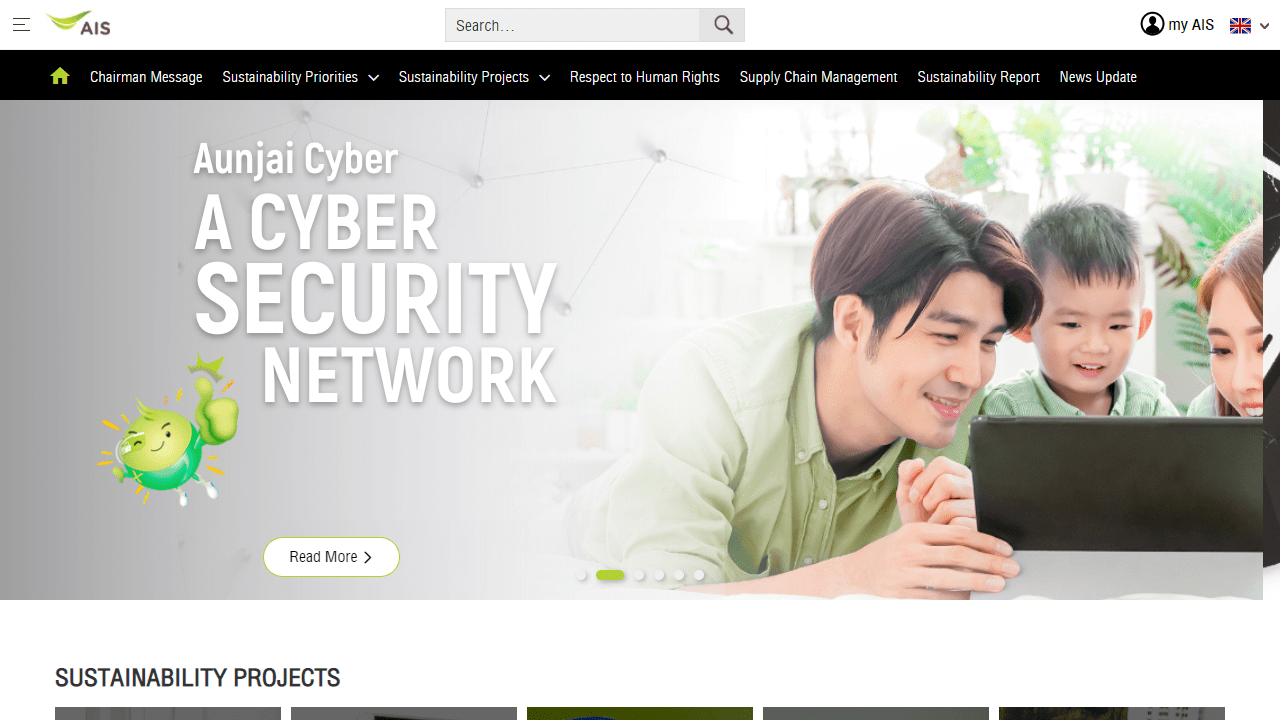 AIS
Search...
my AIS
Chairman Message
Sustainability Priorities
Sustainability Projects
Respect to Human Rights
Supply Chain Management
Sustainability Report
News Update
Aunjai Cyber
A CYBER
SECURITY
NETWORK
Read More
SUSTAINABILITY PROJECTS